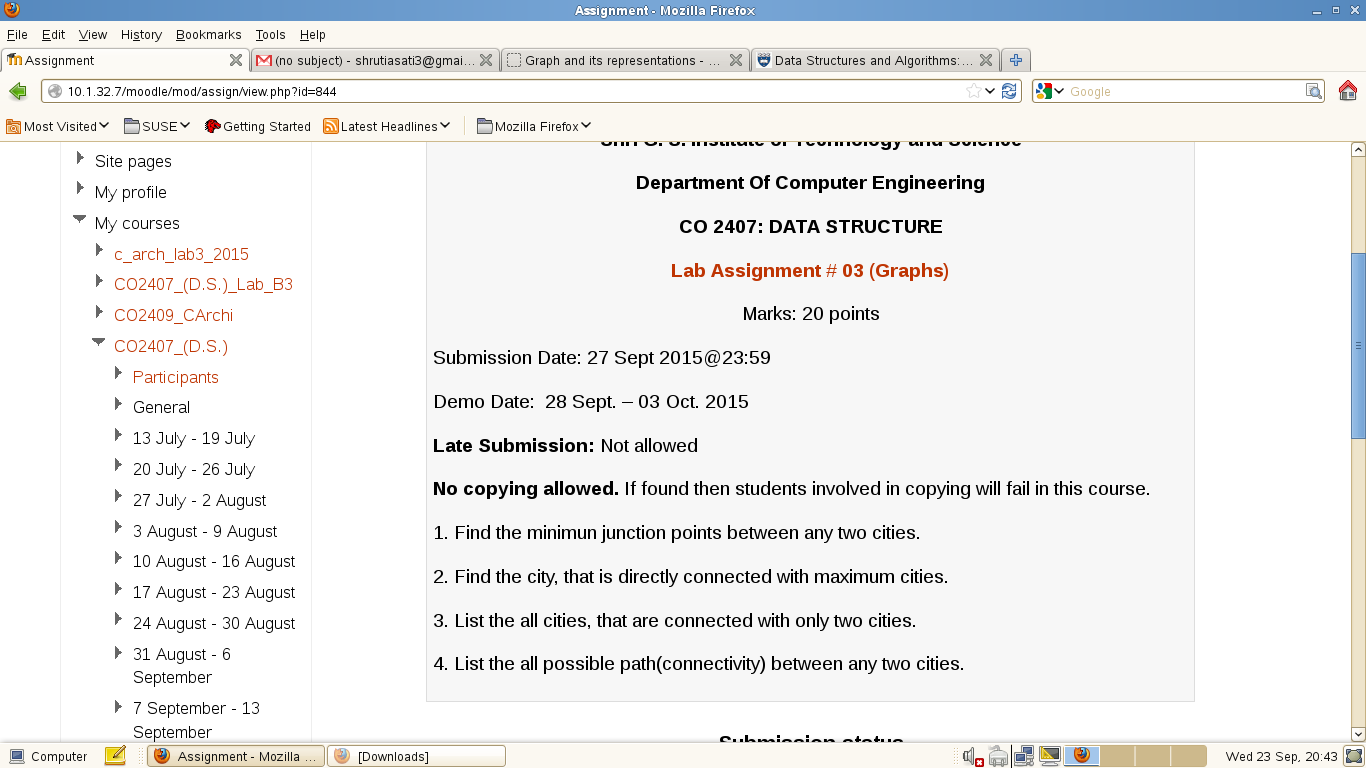 Assignment - Mozilla Firefox
File Edit View History Bookmarks Tools Help
Assignment
(no subject) - shrutiasati3@gmai...
Graph and its representations - ...
Data Structures and Algorithms:...
10.1.32.7/moodle/mod/assign/view.php?id=844
Google
Most Visited SUSE Getting Started Latest Headlines Mozilla Firefox
Site pages
My profile
My courses
c_arch_lab3_2015
CO2407_(D.S.)_Lab_B3
CO2409_CArchi
CO2407_(D.S.)
Participants
General
13 July - 19 July
20 July - 26 July
27 July - 2 August
3 August - 9 August
10 August - 16 August
17 August - 23 August
24 August - 30 August
31 August - 6
September
7 September - 13
September
Shri G. S. Institute of Technology and Science
Department Of Computer Engineering
CO 2407: DATA STRUCTURE
Lab Assignment # 03 (Graphs)
Marks: 20 points
Submission Date: 27 Sept 2015@23:59
Demo Date:  28 Sept. – 03 Oct. 2015
Late Submission: Not allowed
No copying allowed. If found then students involved in copying will fail in this course.
1. Find the minimun junction points between any two cities.
2. Find the city, that is directly connected with maximum cities.
3. List the all cities, that are connected with only two cities.
4. List the all possible path(connectivity) between any two cities.
Submission status
Computer
Assignment - Mozilla ...
[Downloads]
Wed 23 Sep, 20:43